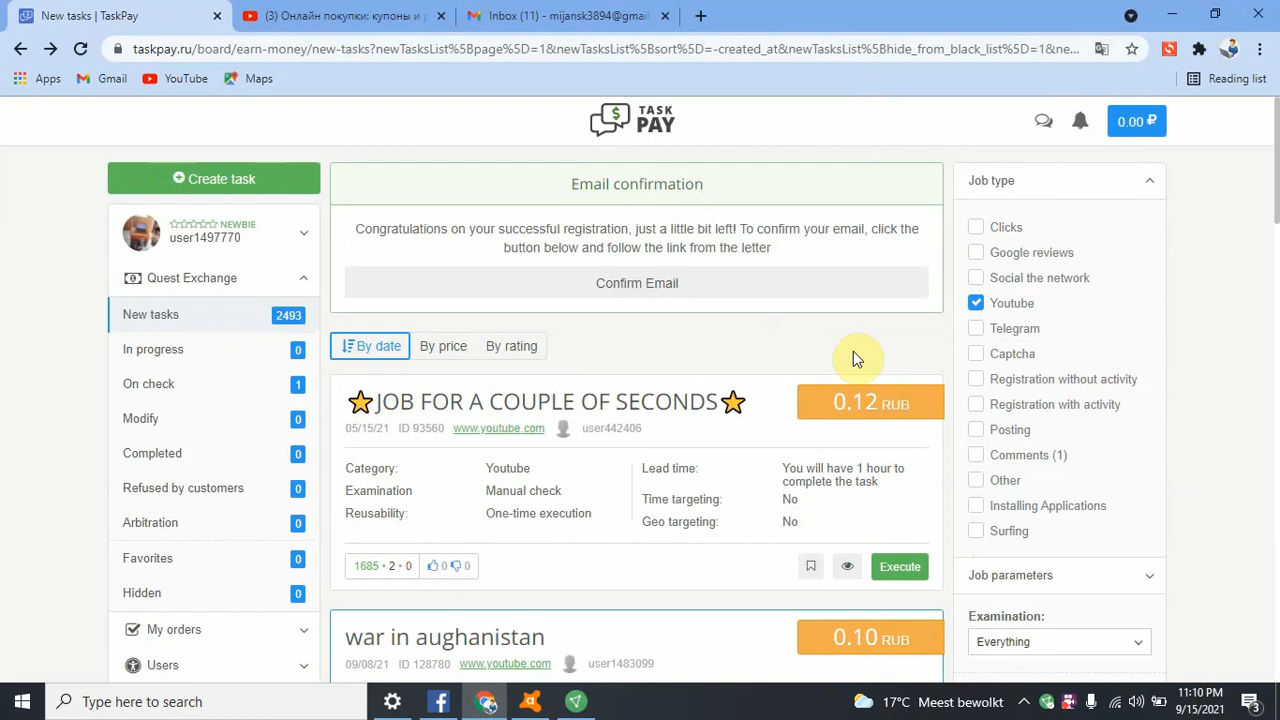 New tasks | TaskPay
(3) Онлайн покупки: купоны и р
Inbox (11) - mijansk3894@gmail.
taskpay.ru/board/earn-money/new-tasks?newTasksList%5Bpage%5D=1&newTasksList%5Bsort%5D=-created_at&newTasksList%5Bhide_from_black_list%5D=1&ne...
Apps
Gmail
YouTube
Maps
Reading list
TASK
PAY
0.00 ₽
Create task
NEWBIE
user1497770
Quest Exchange
New tasks 2493
In progress 0
On check 1
Modify 0
Completed 0
Refused by customers 0
Arbitration 0
Favorites 0
Hidden 0
My orders
Users
Email confirmation
Congratulations on your successful registration, just a little bit left! To confirm your email, click the
button below and follow the link from the letter
Confirm Email
By date By price By rating
JOB FOR A COUPLE OF SECONDS
0.12 RUB
05/15/21 ID 93560 www.youtube.com user442406
Category: Youtube
Examination Manual check
Reusability: One-time execution
Lead time: You will have 1 hour to
complete the task
Time targeting: No
Geo targeting: No
1685 • 2 • 0 0 0
Execute
war in aughanistan
0.10 RUB
09/08/21 ID 128780 www.youtube.com user1483099
Job type
Clicks
Google reviews
Social the network
Youtube
Telegram
Captcha
Registration without activity
Registration with activity
Posting
Comments (1)
Other
Installing Applications
Surfing
Job parameters
Examination:
Everything
Type here to search
17°C Meest bewolkt
11:10 PM
9/15/2021
3